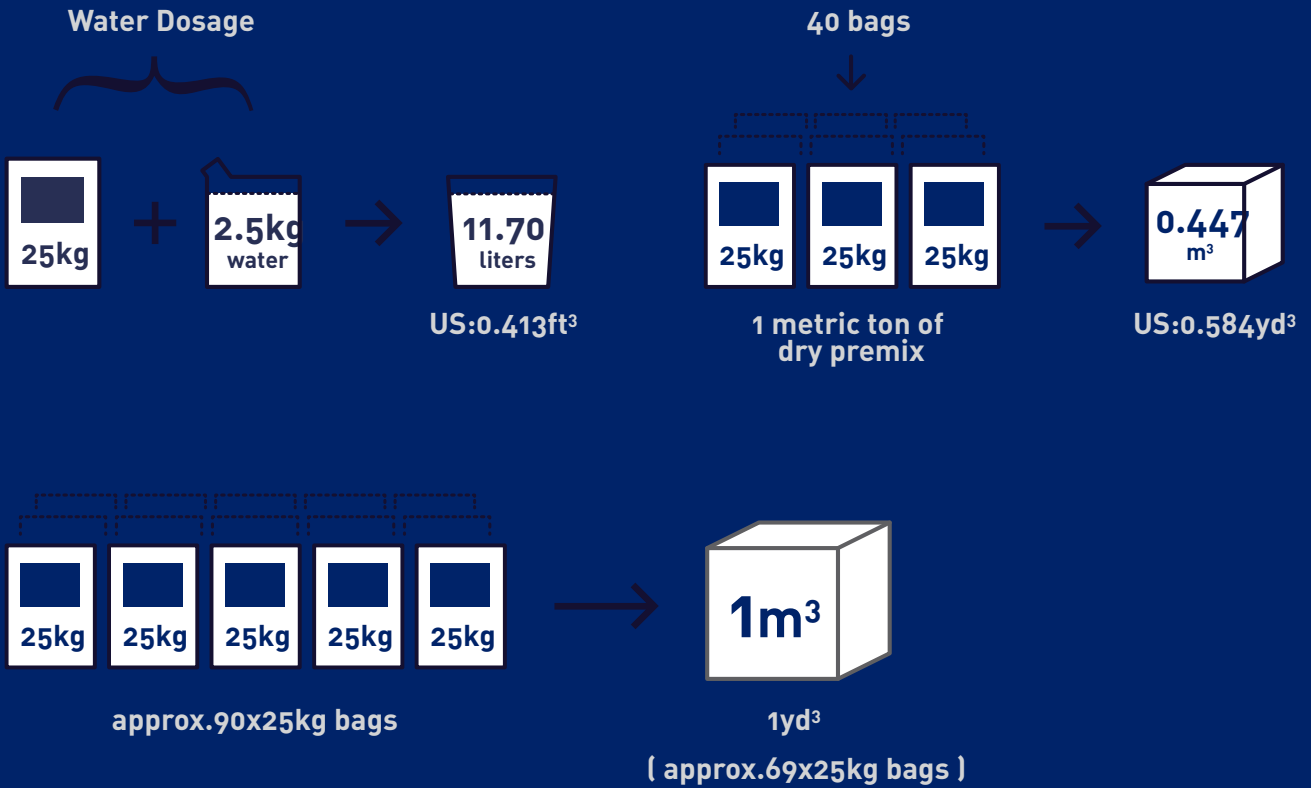 Water Dosage
25kg
+
2.5kg
water
11.70
liters
US:0.413ft³
40 bags
25kg
25kg
25kg
1 metric ton of
dry premix
0.447
m³
US:0.584yd³
25kg
25kg
25kg
25kg
25kg
approx.90x25kg bags
1m³
1yd³
( approx.69x25kg bags )